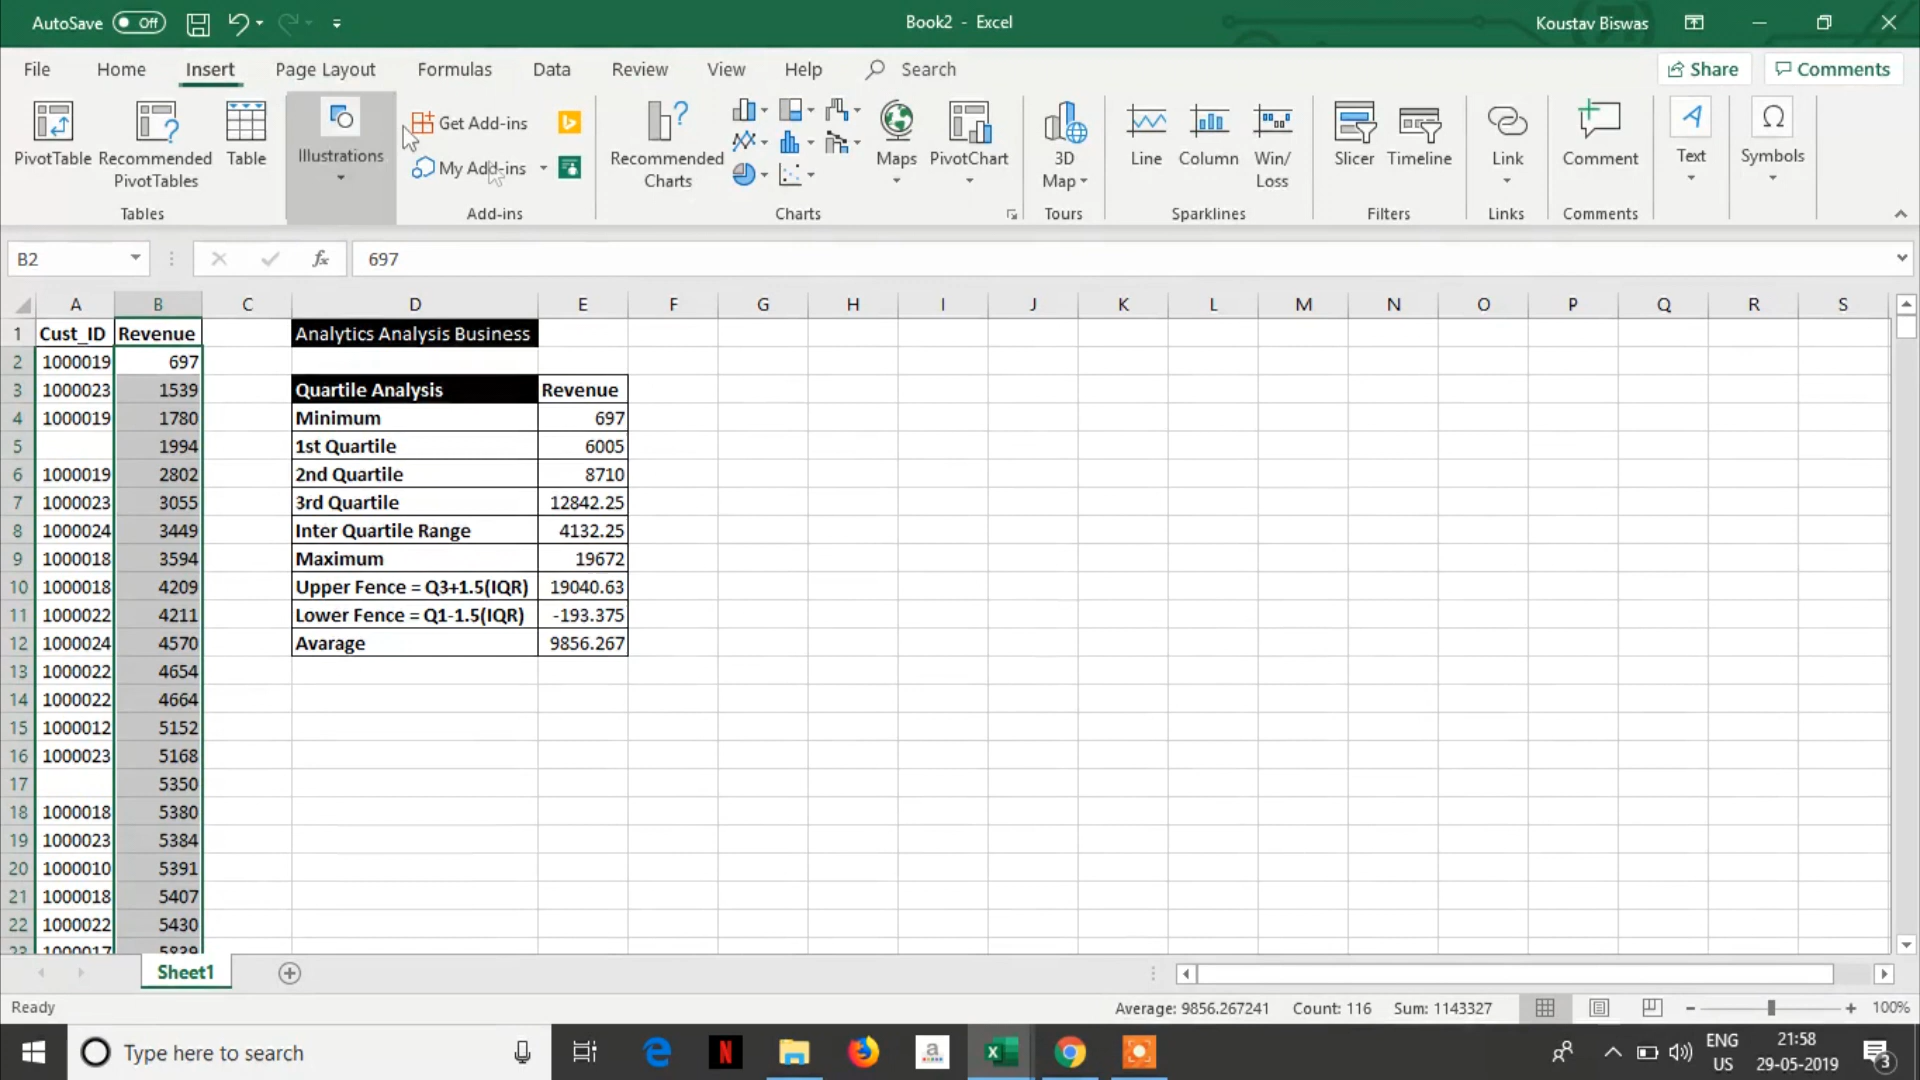 AutoSave Off
Book2 - Excel
Koustav Biswas
File Home Insert Page Layout Formulas Data Review View Help Search
Share Comments
PivotTable
Recommended
PivotTables
Table
Illustrations
Get Add-ins
My Add-ins
Recommended
Charts
Maps
PivotChart
3D
Map
Line
Column
Win/
Loss
Slicer
Timeline
Link
Comment
Text
Symbols
Tables Add-ins Charts Tours Sparklines Filters Links Comments
B2 fx 697
A B C D E F G H I J K L M N O P Q R S
1 Cust_ID Revenue Analytics Analysis Business
2 1000019 697
3 1000023 1539 Quartile Analysis Revenue
4 1000019 1780 Minimum 697
5 1994 1st Quartile 6005
6 1000019 2802 2nd Quartile 8710
7 1000023 3055 3rd Quartile 12842.25
8 1000024 3449 Inter Quartile Range 4132.25
9 1000018 3594 Maximum 19672
10 1000018 4209 Upper Fence = Q3+1.5(IQR) 19040.63
11 1000022 4211 Lower Fence = Q1-1.5(IQR) -193.375
12 1000024 4570 Avarage 9856.267
13 1000022 4654
14 1000022 4664
15 1000012 5152
16 1000023 5168
17 5350
18 1000018 5380
19 1000023 5384
20 1000010 5391
21 1000018 5407
22 1000022 5430
23 1000017 5829
Sheet1
Ready
Average: 9856.267241 Count: 116 Sum: 1143327
100%
Type here to search
ENG
US
21:58
29-05-2019
3